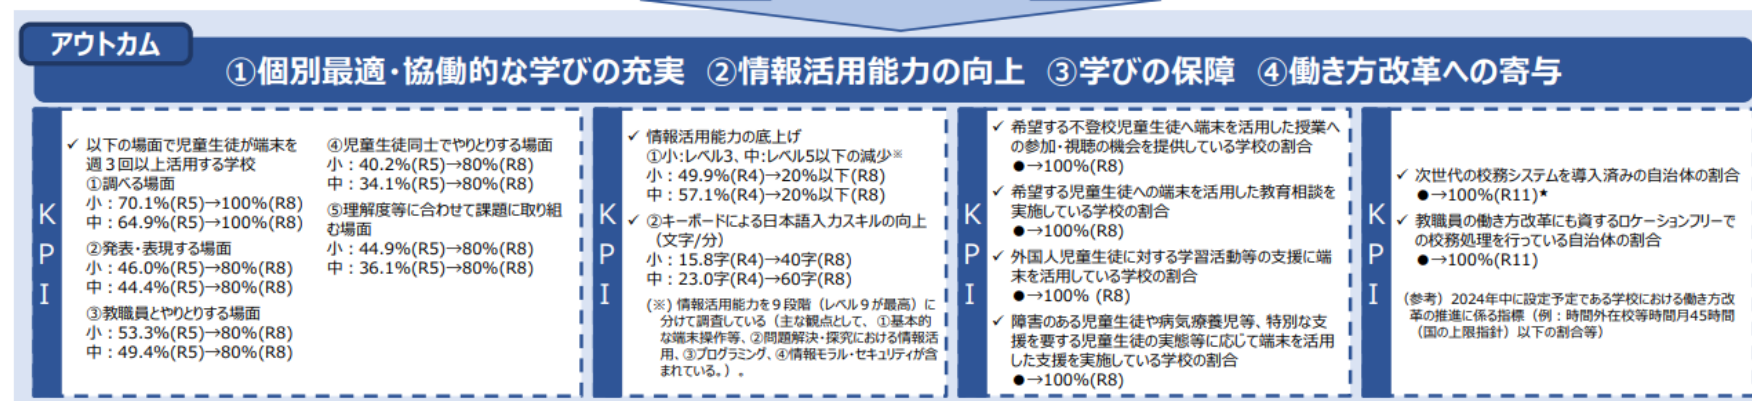 アウトカム
①個別最適・協働的な学びの充実 ②情報活用能力の向上 ③学びの保障 ④働き方改革への寄与
KPI
✓ 以下の場面で児童生徒が端末を
週３回以上活用する学校
①調べる場面
小：70.1%(R5)→100%(R8)
中：64.9%(R5)→100%(R8)
②発表・表現する場面
小：46.0%(R5)→80%(R8)
中：44.4%(R5)→80%(R8)
③教職員とやりとりする場面
小：53.3%(R5)→80%(R8)
中：49.4%(R5)→80%(R8)
④児童生徒同士でやりとりする場面
小：40.2%(R5)→80%(R8)
中：34.1%(R5)→80%(R8)
⑤理解度等に合わせて課題に取り組
む場面
小：44.9%(R5)→80%(R8)
中：36.1%(R5)→80%(R8)
KPI
✓ 情報活用能力の底上げ
①小:レベル3、中:レベル5以下の減少※
小：49.9%(R4)→20%以下(R8)
中：57.1%(R4)→20%以下(R8)
✓ ②キーボードによる日本語入力スキルの向上
（文字/分）
小：15.8字(R4)→40字(R8)
中：23.0字(R4)→60字(R8)
（※）情報活用能力を９段階（レベル９が最高）に
分けて調査している（主な観点として、①基本的
な端末操作等、②問題解決・探究における情報活
用、③プログラミング、④情報モラル・セキュリティが含
まれている。）。
KPI
✓ 希望する不登校児童生徒へ端末を活用した授業へ
の参加・視聴の機会を提供している学校の割合
●→100%(R8)
✓ 希望する児童生徒への端末を活用した教育相談を
実施している学校の割合
●→100%(R8)
✓ 外国人児童生徒に対する学習活動等の支援に端
末を活用している学校の割合
●→100% (R8)
✓ 障害のある児童生徒や病気療養児等、特別な支
援を要する児童生徒の実態等に応じて端末を活用
した支援を実施している学校の割合
●→100%(R8)
KPI
✓ 次世代の校務システムを導入済みの自治体の割合
●→100%(R11)★
✓ 教職員の働き方改革にも資するロケーションフリーで
の校務処理を行っている自治体の割合
●→100%(R11)
（参考）2024年中に設定予定である学校における働き方改
革の推進に係る指標（例：時間外在校等時間月45時間
（国の上限指針）以下の割合等）